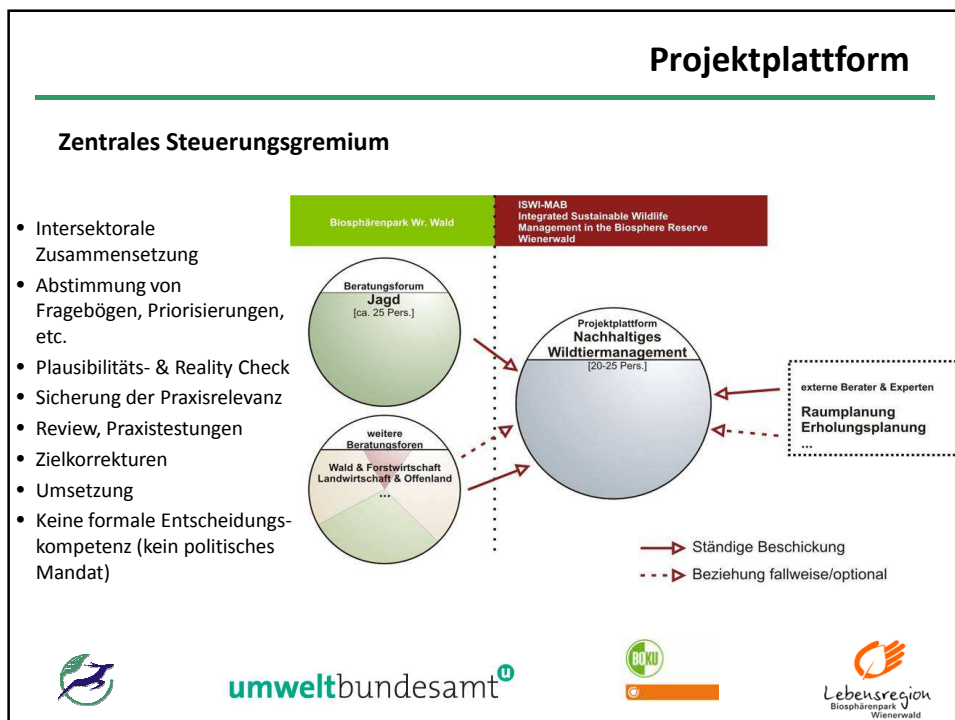 Projektplattform
Zentrales Steuerungsgremium
• Intersektorale
Zusammensetzung
• Abstimmung von
Fragebögen, Priorisierungen,
etc.
• Plausibilitäts- & Reality Check
• Sicherung der Praxisrelevanz
• Review, Praxistestungen
• Zielkorrekturen
• Umsetzung
• Keine formale Entscheidungs-
kompetenz (kein politisches
Mandat)
Biosphärenpark Wr. Wald
ISWI-MAB
Integrated Sustainable Wildlife
Management in the Biosphere Reserve
Wienerwald
Beratungsforum
Jagd
[ca. 25 Pers.]
weitere
Beratungsforen
Wald & Forstwirtschaft
Landwirtschaft & Offenland
...
Projektplattform
Nachhaltiges
Wildtiermanagement
[20-25 Pers.]
externe Berater & Experten
Raumplanung
Erholungsplanung
...
Ständige Beschickung
Beziehung fallweise/optional
umweltbundesamt u
BOKU
Lebensregion
Biosphärenpark
Wienerwald